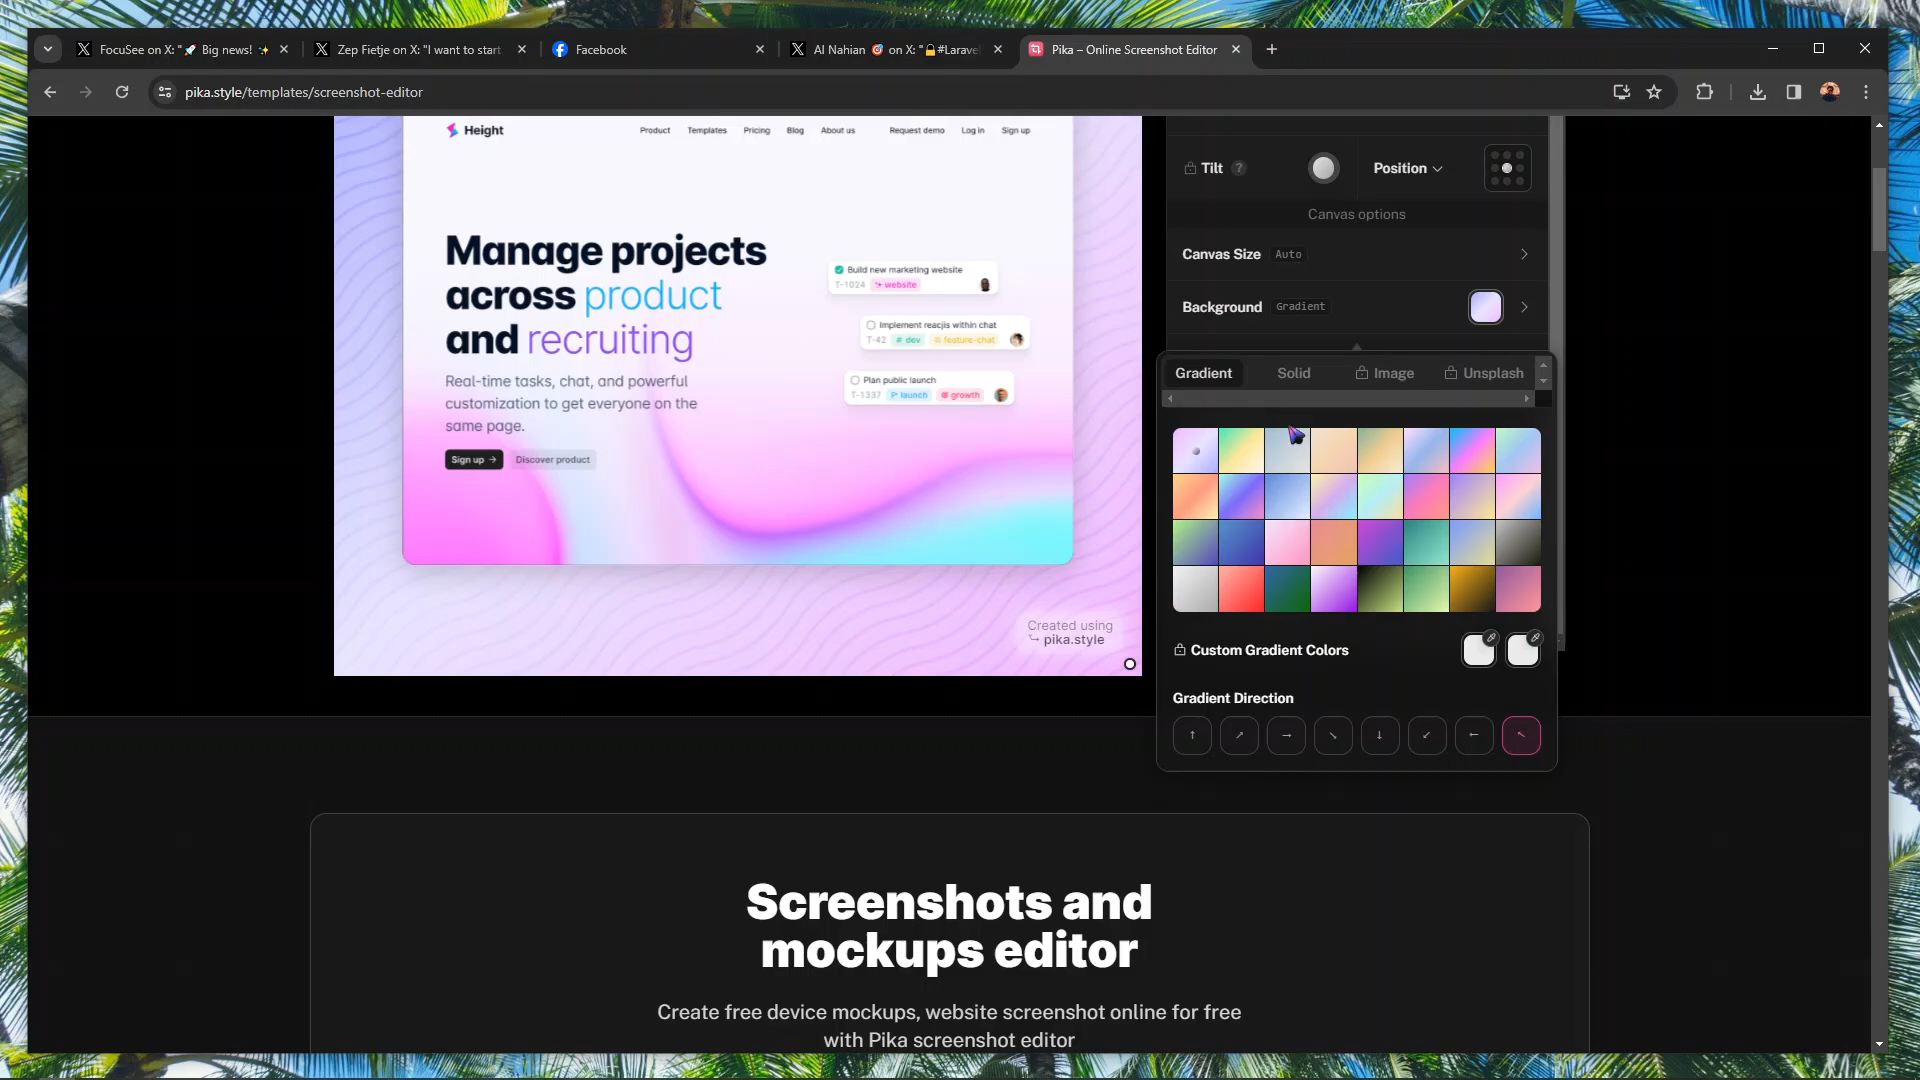 FocuSee on X: "🚀 Big news! ✨
Zep Fietje on X: "I want to start
Facebook
Al Nahian 🎯 on X: "🔒#Larave
Pika – Online Screenshot Editor
pika.style/templates/screenshot-editor
Height
Product
Templates
Pricing
Blog
About us
Request demo
Log in
Sign up
Manage projects
across product
and recruiting
Real-time tasks, chat, and powerful
customization to get everyone on the
same page.
Sign up →
Discover product
Build new marketing website
T-1024 website
Implement reacjis within chat
T-42 # dev feature-chat
Plan public launch
T-1337 launch growth
Created using
pika.style
Tilt ?
Position
Canvas options
Canvas Size Auto
Background Gradient
Gradient
Solid
Image
Unsplash
Custom Gradient Colors
Gradient Direction
↑ ↗ → ↘ ↓ ↙ ← ↖
Screenshots and
mockups editor
Create free device mockups, website screenshot online for free
with Pika screenshot editor